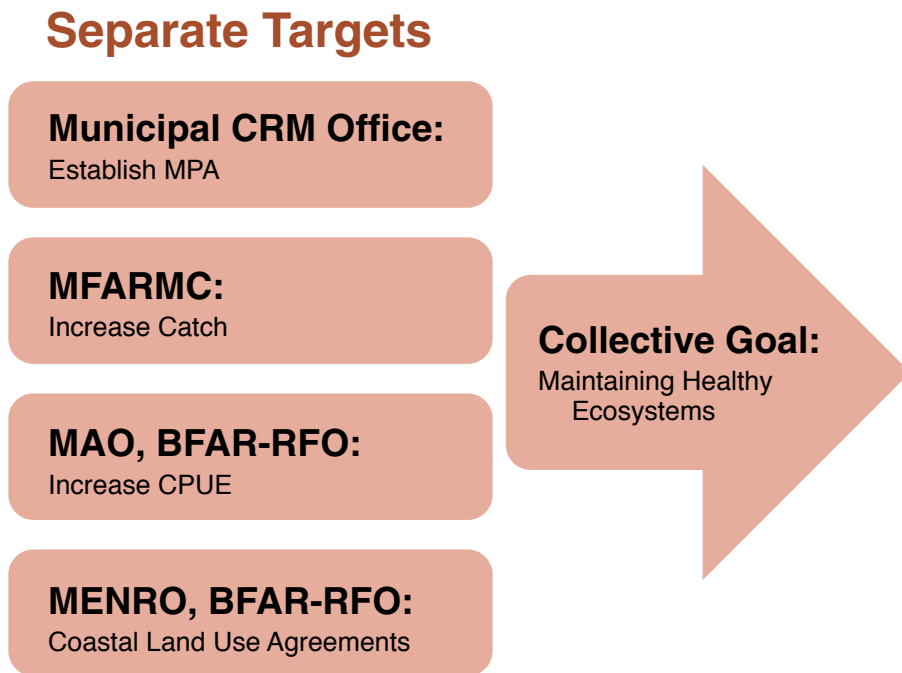 Separate Targets
Municipal CRM Office:
Establish MPA
MFARMC:
Increase Catch
MAO, BFAR-RFO:
Increase CPUE
MENRO, BFAR-RFO:
Coastal Land Use Agreements
Collective Goal:
Maintaining Healthy
Ecosystems